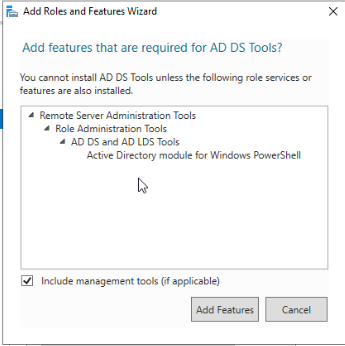 Add Roles and Features Wizard
Add features that are required for AD DS Tools?
You cannot install AD DS Tools unless the following role services or
features are also installed.
Remote Server Administration Tools
Role Administration Tools
AD DS and AD LDS Tools
Active Directory module for Windows PowerShell
Include management tools (if applicable)
Add Features
Cancel